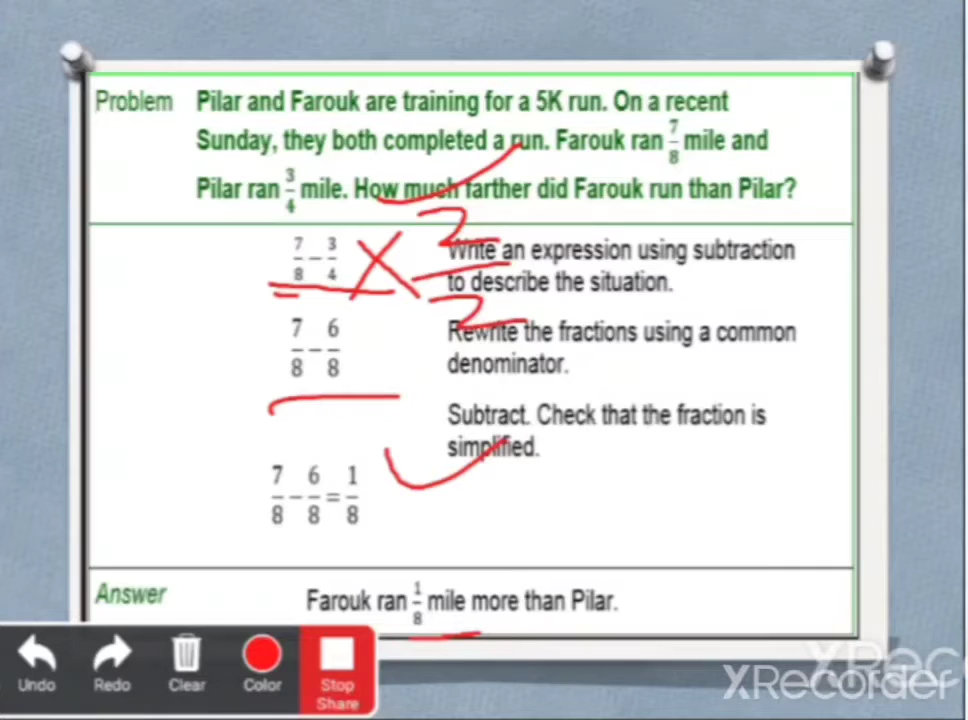 Problem Pilar and Farouk are training for a 5K run. On a recent
Sunday, they both completed a run. Farouk ran 7/8 mile and
Pilar ran 3/4 mile. How much farther did Farouk run than Pilar?
7/8 − 3/4 × 2/2
Write an expression using subtraction
to describe the situation.
7/8 − 6/8
Rewrite the fractions using a common
denominator.
Subtract. Check that the fraction is
simplified.
7/8 − 6/8 = 1/8
Answer Farouk ran 1/8 mile more than Pilar.
Undo Redo Clear Color Stop Share
XRec
XRecorder